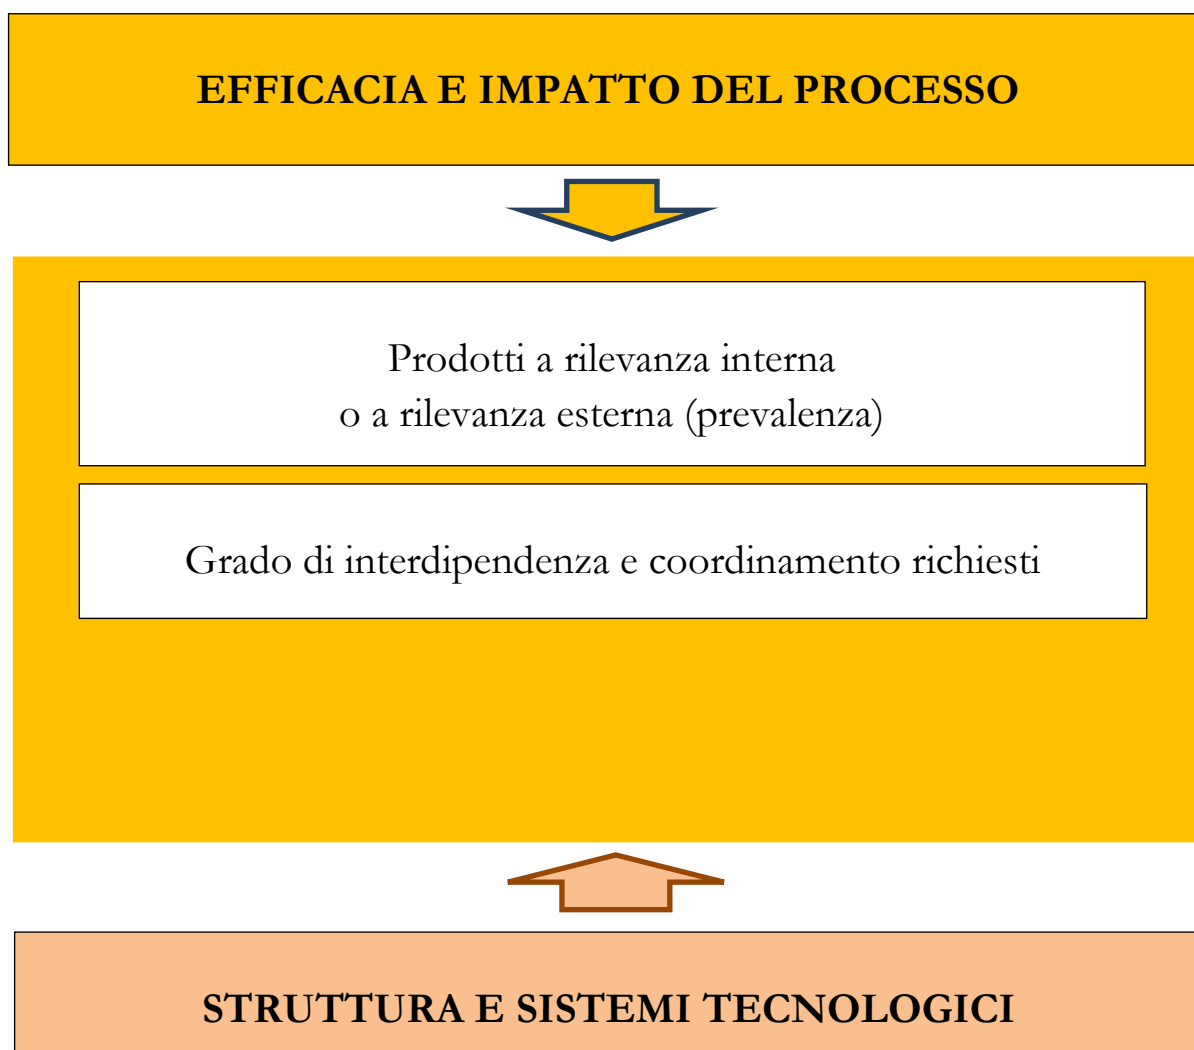 EFFICACIA E IMPATTO DEL PROCESSO
Prodotti a rilevanza interna
o a rilevanza esterna (prevalenza)
Grado di interdipendenza e coordinamento richiesti
STRUTTURA E SISTEMI TECNOLOGICI